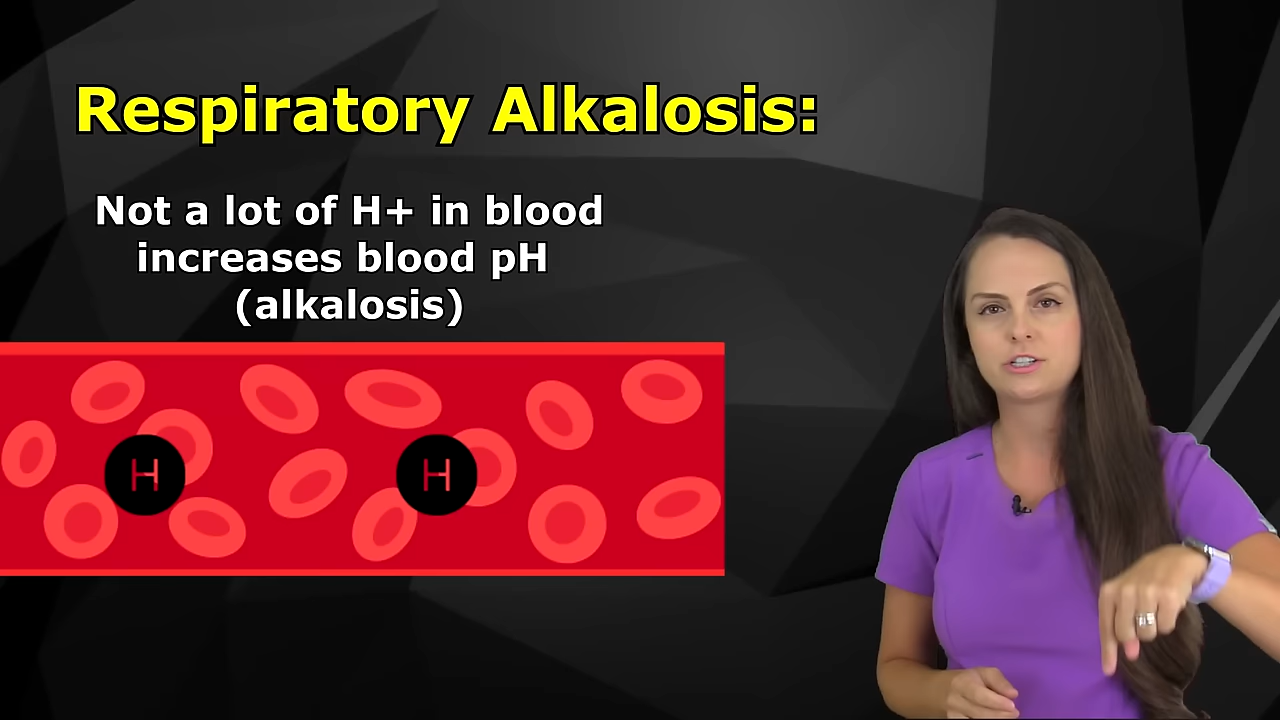 Respiratory Alkalosis:
Not a lot of H+ in blood
increases blood pH
(alkalosis)
H H